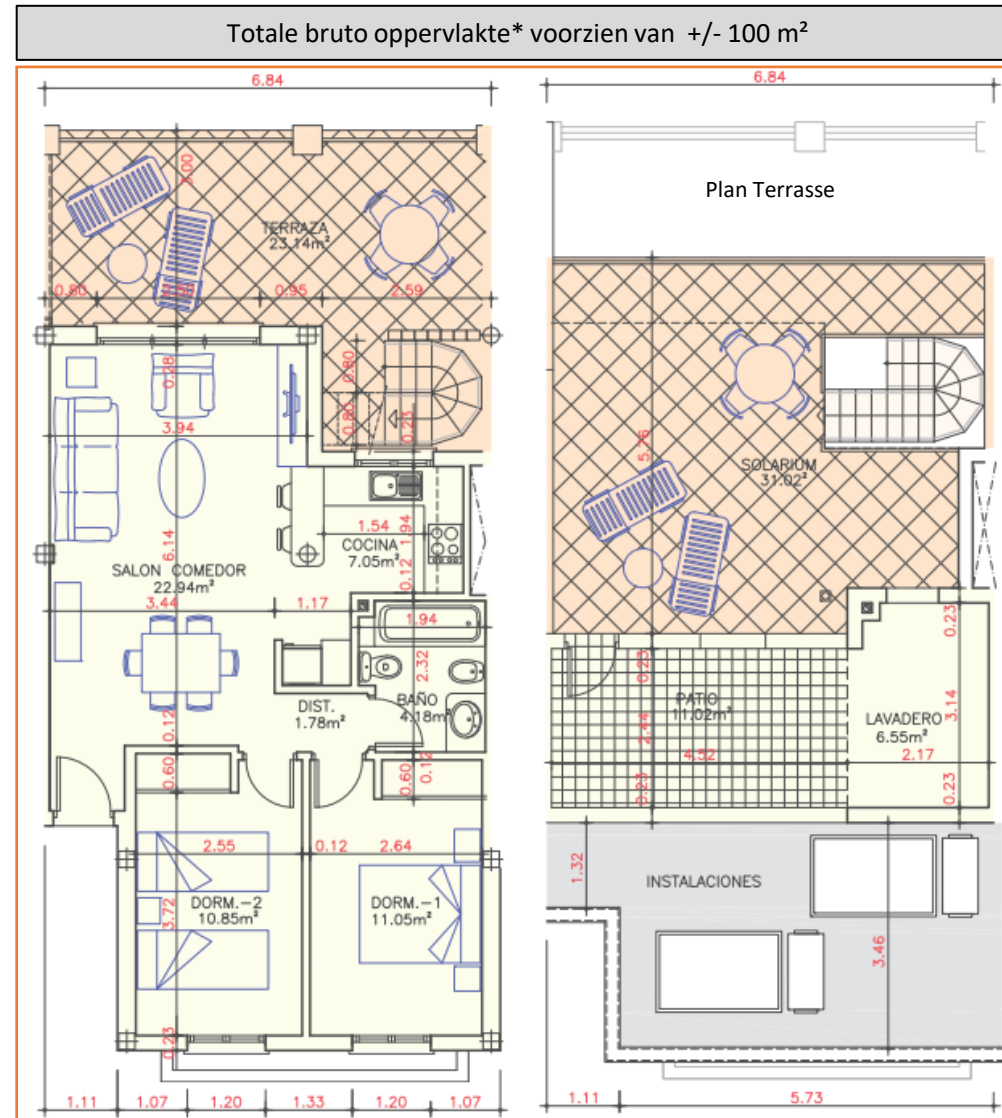 Totale bruto oppervlakte* voorzien van +/- 100 m²
6.84
3.00
TERRAZA
23.14m²
0.80
0.95
2.59
0.28
0.80
0.80
0.23
3.94
1.54
1.94
COCINA
7.05m²
0.12
6.14
SALON COMEDOR
22.94m²
3.44
1.17
1.94
2.32
BAÑO
4.18m²
DIST.
1.78m²
0.12
0.60
0.60
0.12
2.55
0.12
2.64
DORM.-2
10.85m²
3.72
DORM.-1
11.05m²
0.23
1.11
1.07
1.20
1.33
1.20
1.07
6.84
Plan Terrasse
5.76
SOLARIUM
31.02²
0.23
0.23
PATIO
11.02m²
2.44
3.14
LAVADERO
6.55m²
4.52
2.17
0.23
0.23
1.32
INSTALACIONES
3.46
1.11
5.73